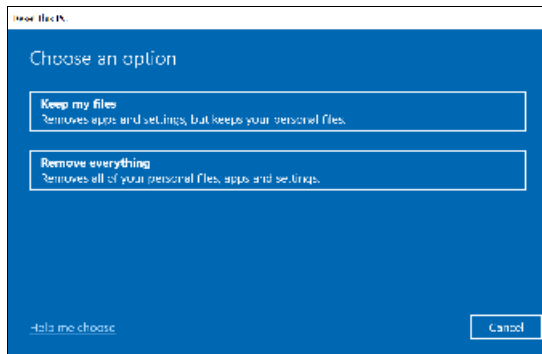 Reset this PC
Choose an option
Keep my files
Removes apps and settings, but keeps your personal files.
Remove everything
Removes all of your personal files, apps and settings.
Help me choose
Cancel